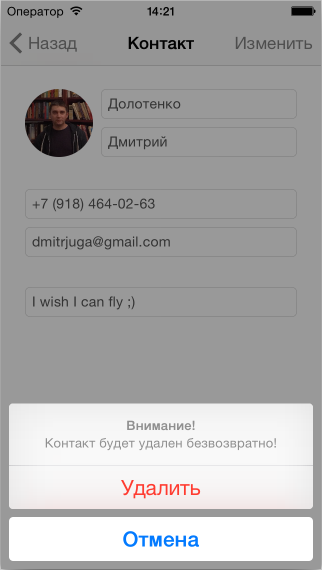 Оператор 14:21
Назад Контакт Изменить
Долотенко
Дмитрий
+7 (918) 464-02-63
dmitrjuga@gmail.com
I wish I can fly ;)
Внимание!
Контакт будет удален безвозвратно!
Удалить
Отмена